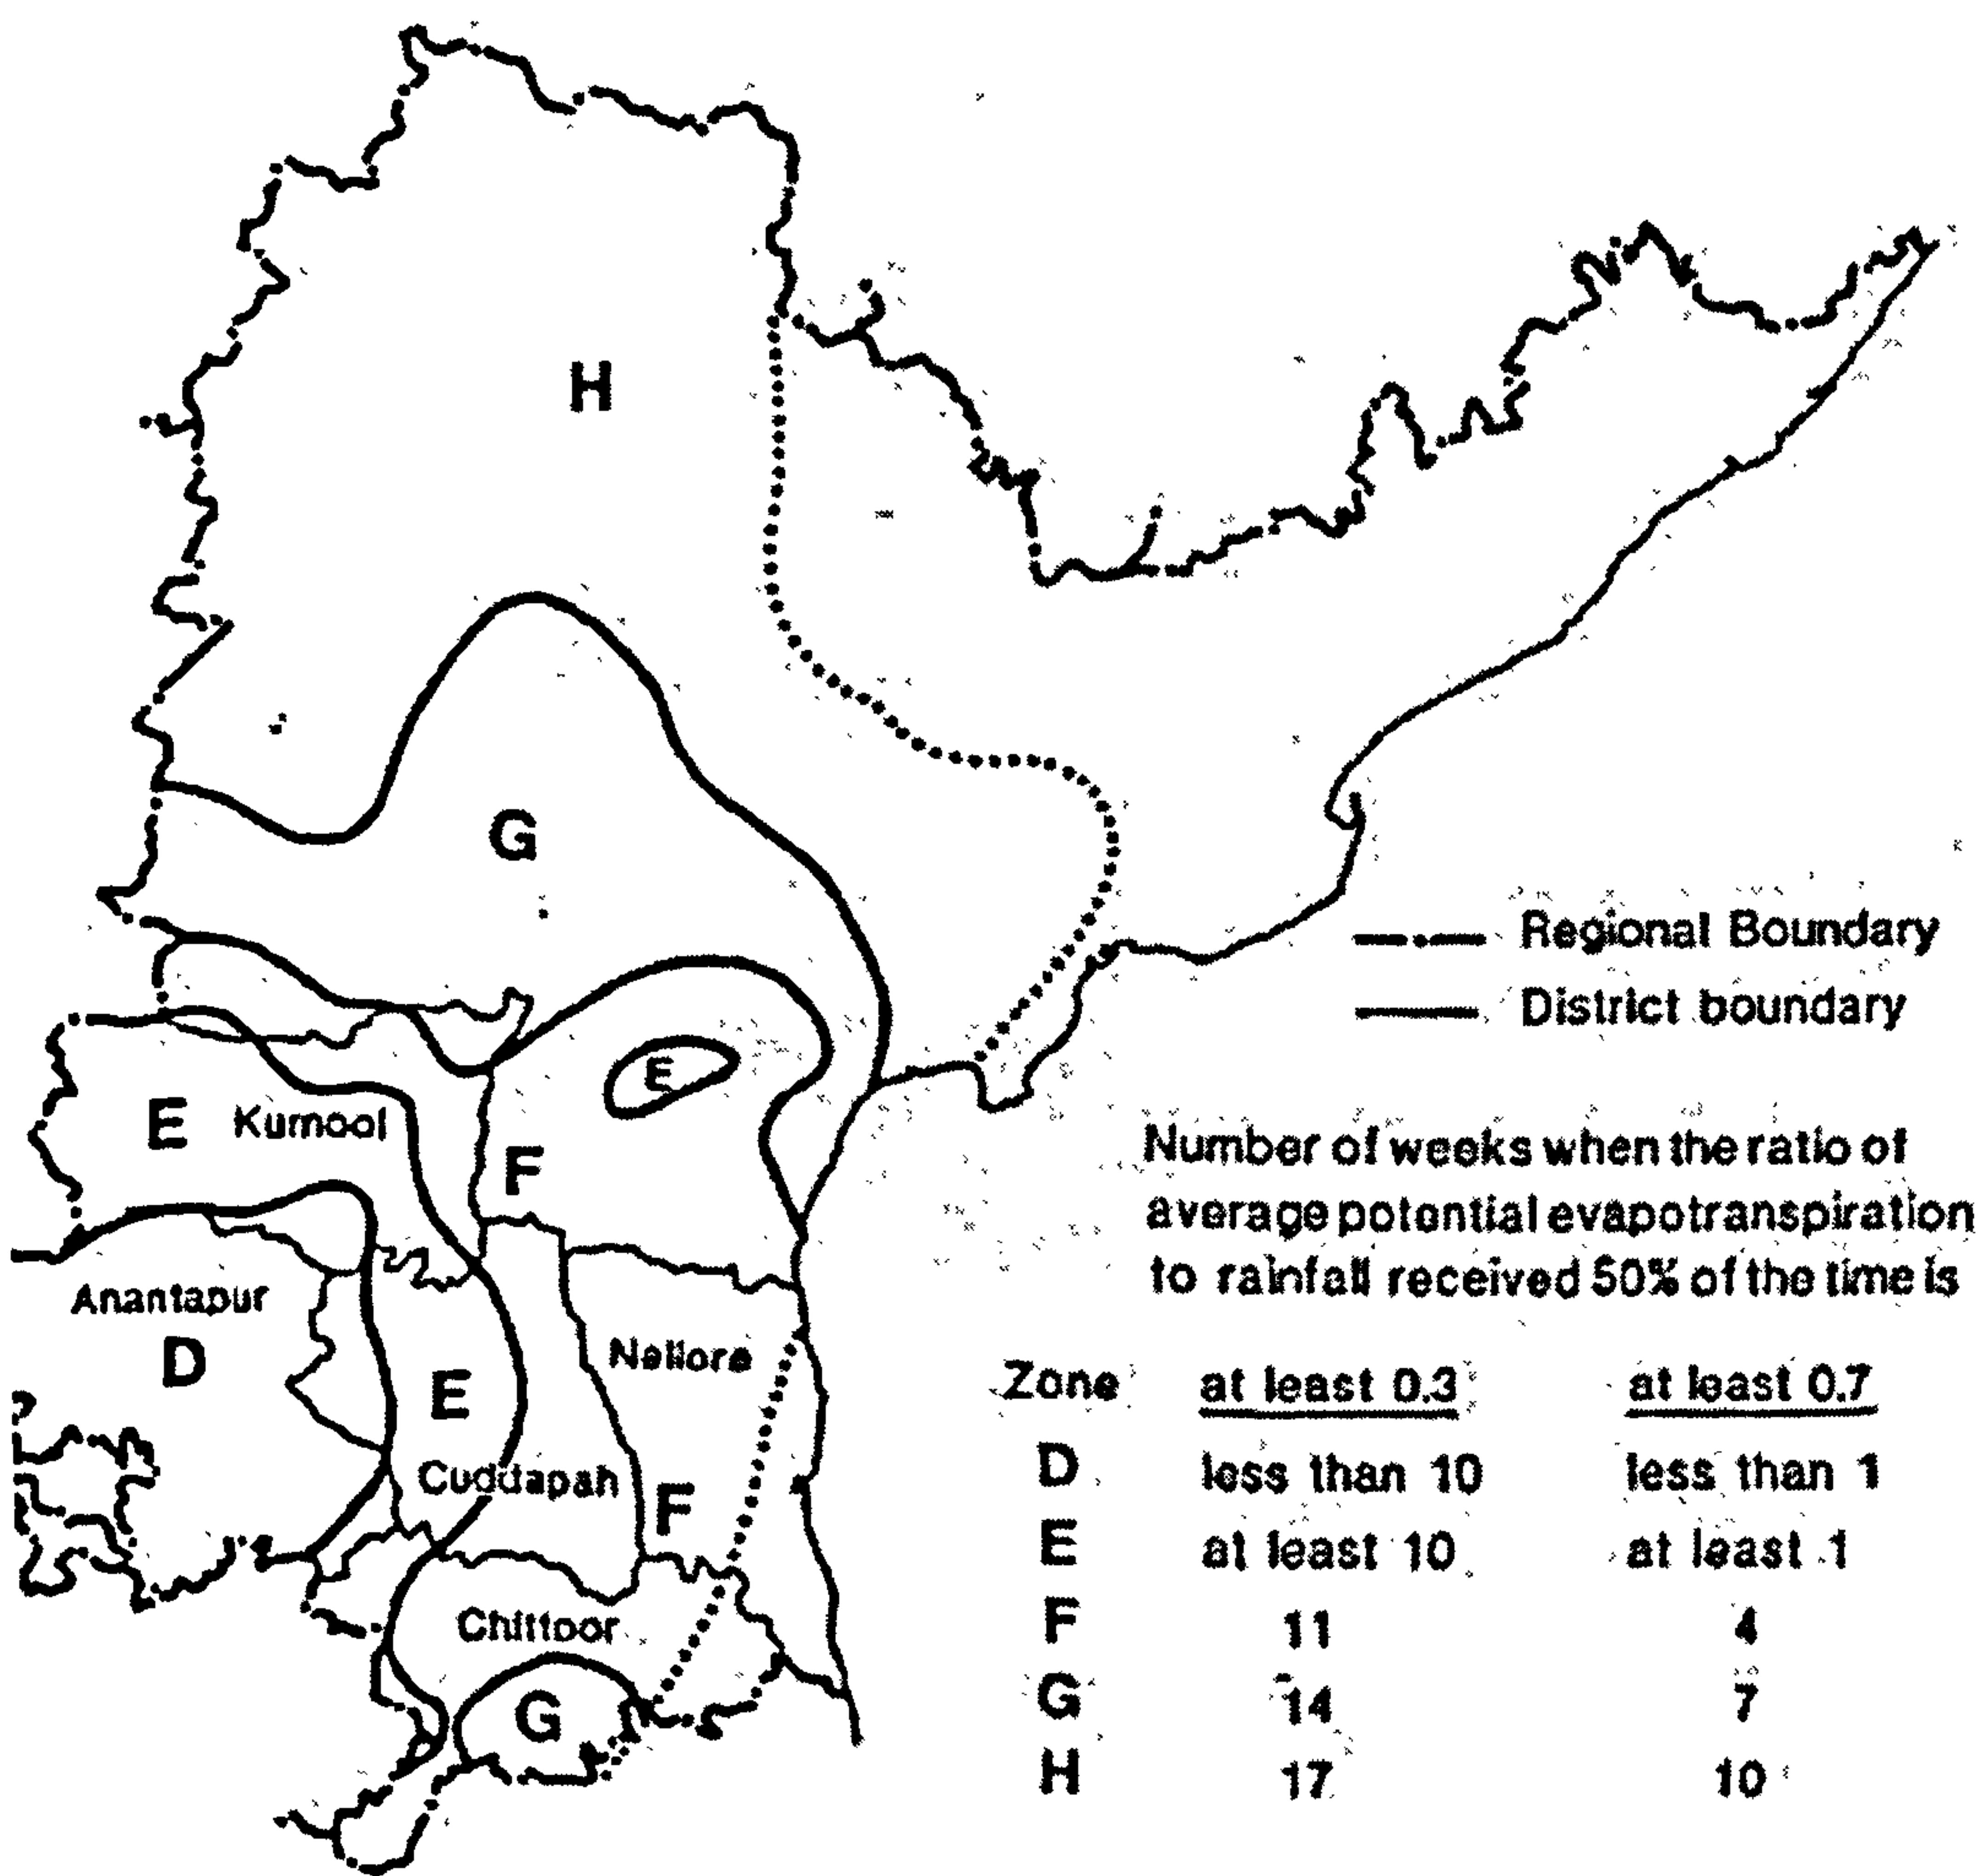 H
G
E
E Kurnool
F
Anantapur
D
Nellore
E
Cuddapah
F
Chittoor
G
Regional Boundary
District boundary
Number of weeks when the ratio of
average potential evapotranspiration
to rainfall received 50% of the time is
Zone at least 0.3 at least 0.7
D less than 10 less than 1
E at least 10 at least 1
F 11 4
G 14 7
H 17 10